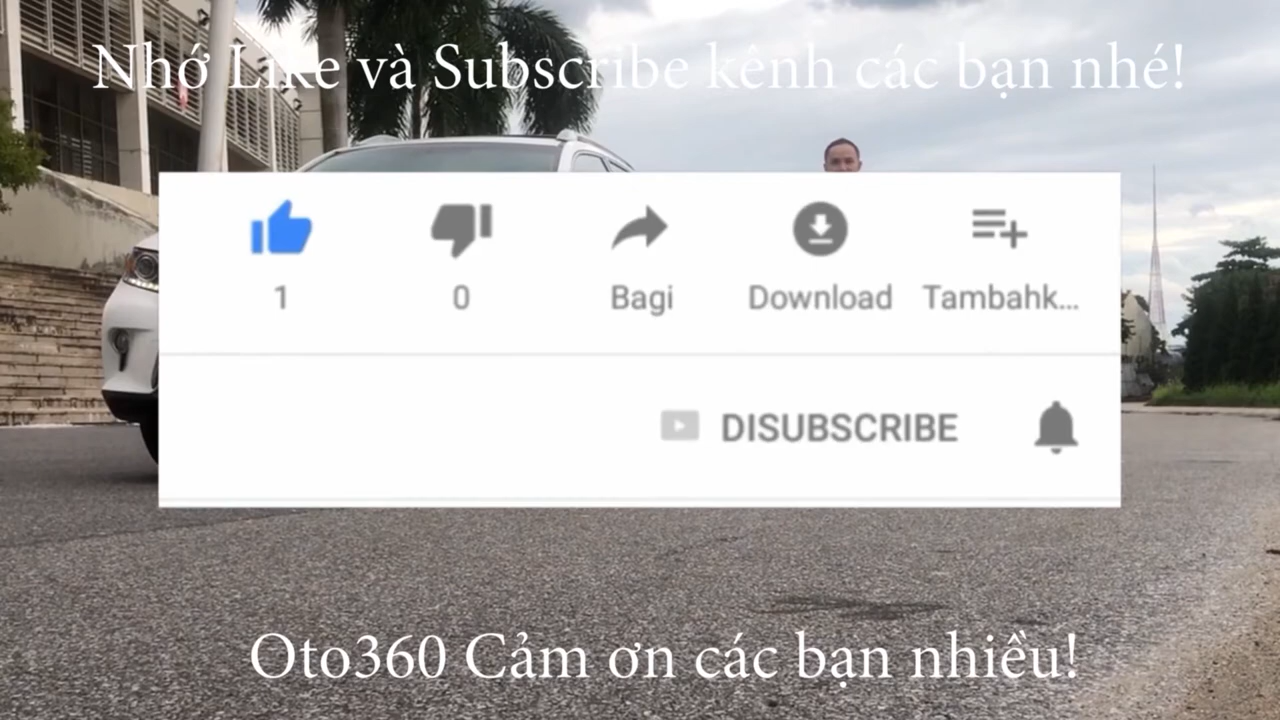 Nhớ Like và Subscribe kênh các bạn nhé!
1 0 Bagi Download Tambahk...
DISUBSCRIBE
Oto360 Cảm ơn các bạn nhiều!